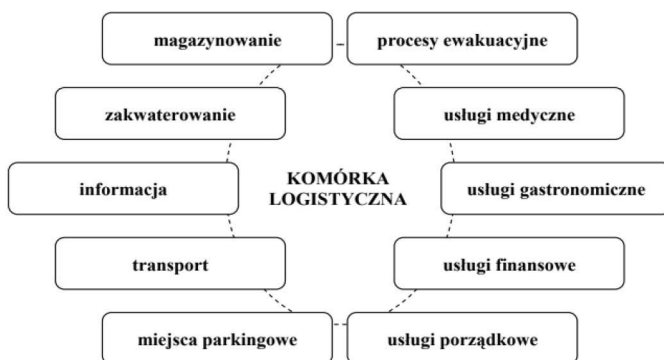 magazynowanie
procesy ewakuacyjne
zakwaterowanie
usługi medyczne
informacja
KOMÓRKA
LOGISTYCZNA
usługi gastronomiczne
transport
usługi finansowe
miejsca parkingowe
usługi porządkowe